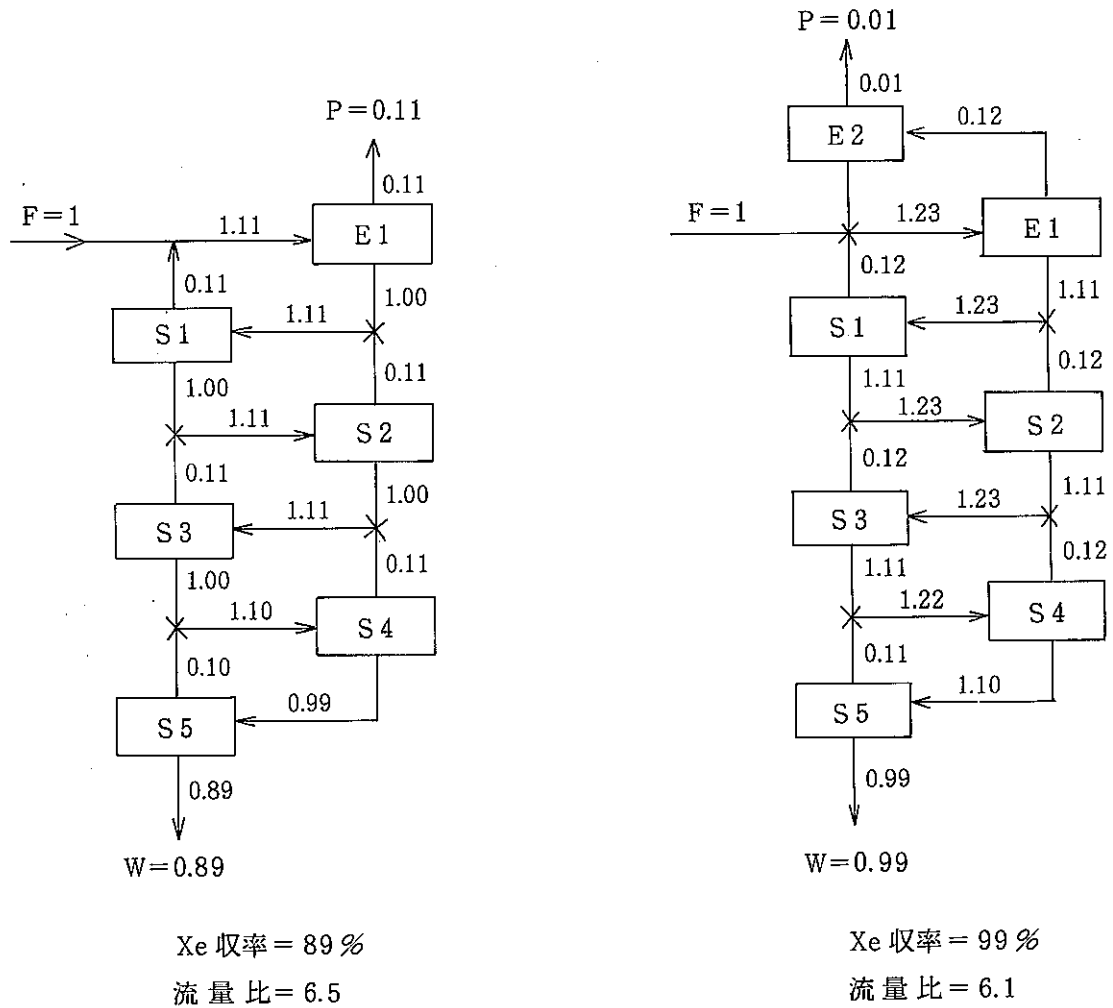 P=0.11
0.11
F=1
1.11
E1
0.11
1.00
S1
1.11
1.00
0.11
1.11
S2
0.11
1.00
S3
1.11
1.00
0.11
1.10
S4
0.10
0.99
S5
0.89
W=0.89
Xe 収率 = 89 %
流 量 比 = 6.5
P=0.01
0.01
E2
0.12
F=1
1.23
E1
0.12
1.11
S1
1.23
1.11
0.12
1.23
S2
0.12
1.11
S3
1.23
1.11
0.12
1.22
S4
0.11
1.10
S5
0.99
W=0.99
Xe 収率 = 99 %
流 量 比 = 6.1